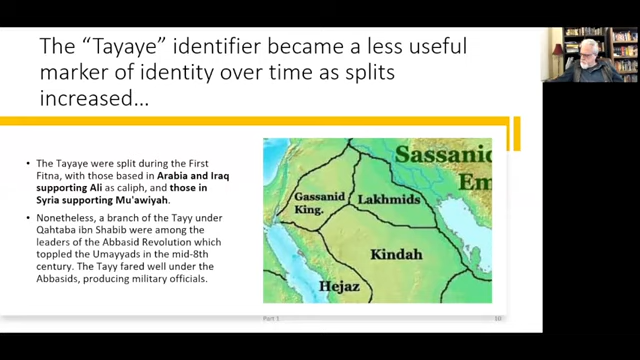 The “Tayaye” identifier became a less useful
marker of identity over time as splits
increased…
• The Tayaye were split during the First
Fitna, with those based in Arabia and Iraq
supporting Ali as caliph, and those in
Syria supporting Mu'awiyah.
• Nonetheless, a branch of the Tayy under
Qahtaba ibn Shabib were among the
leaders of the Abbasid Revolution which
toppled the Umayyads in the mid-8th
century. The Tayy fared well under the
Abbasids, producing military officials.
Sassanid
Em
Gassanid
King.
Lakhmids
Kindah
Hejaz
Part 1
10